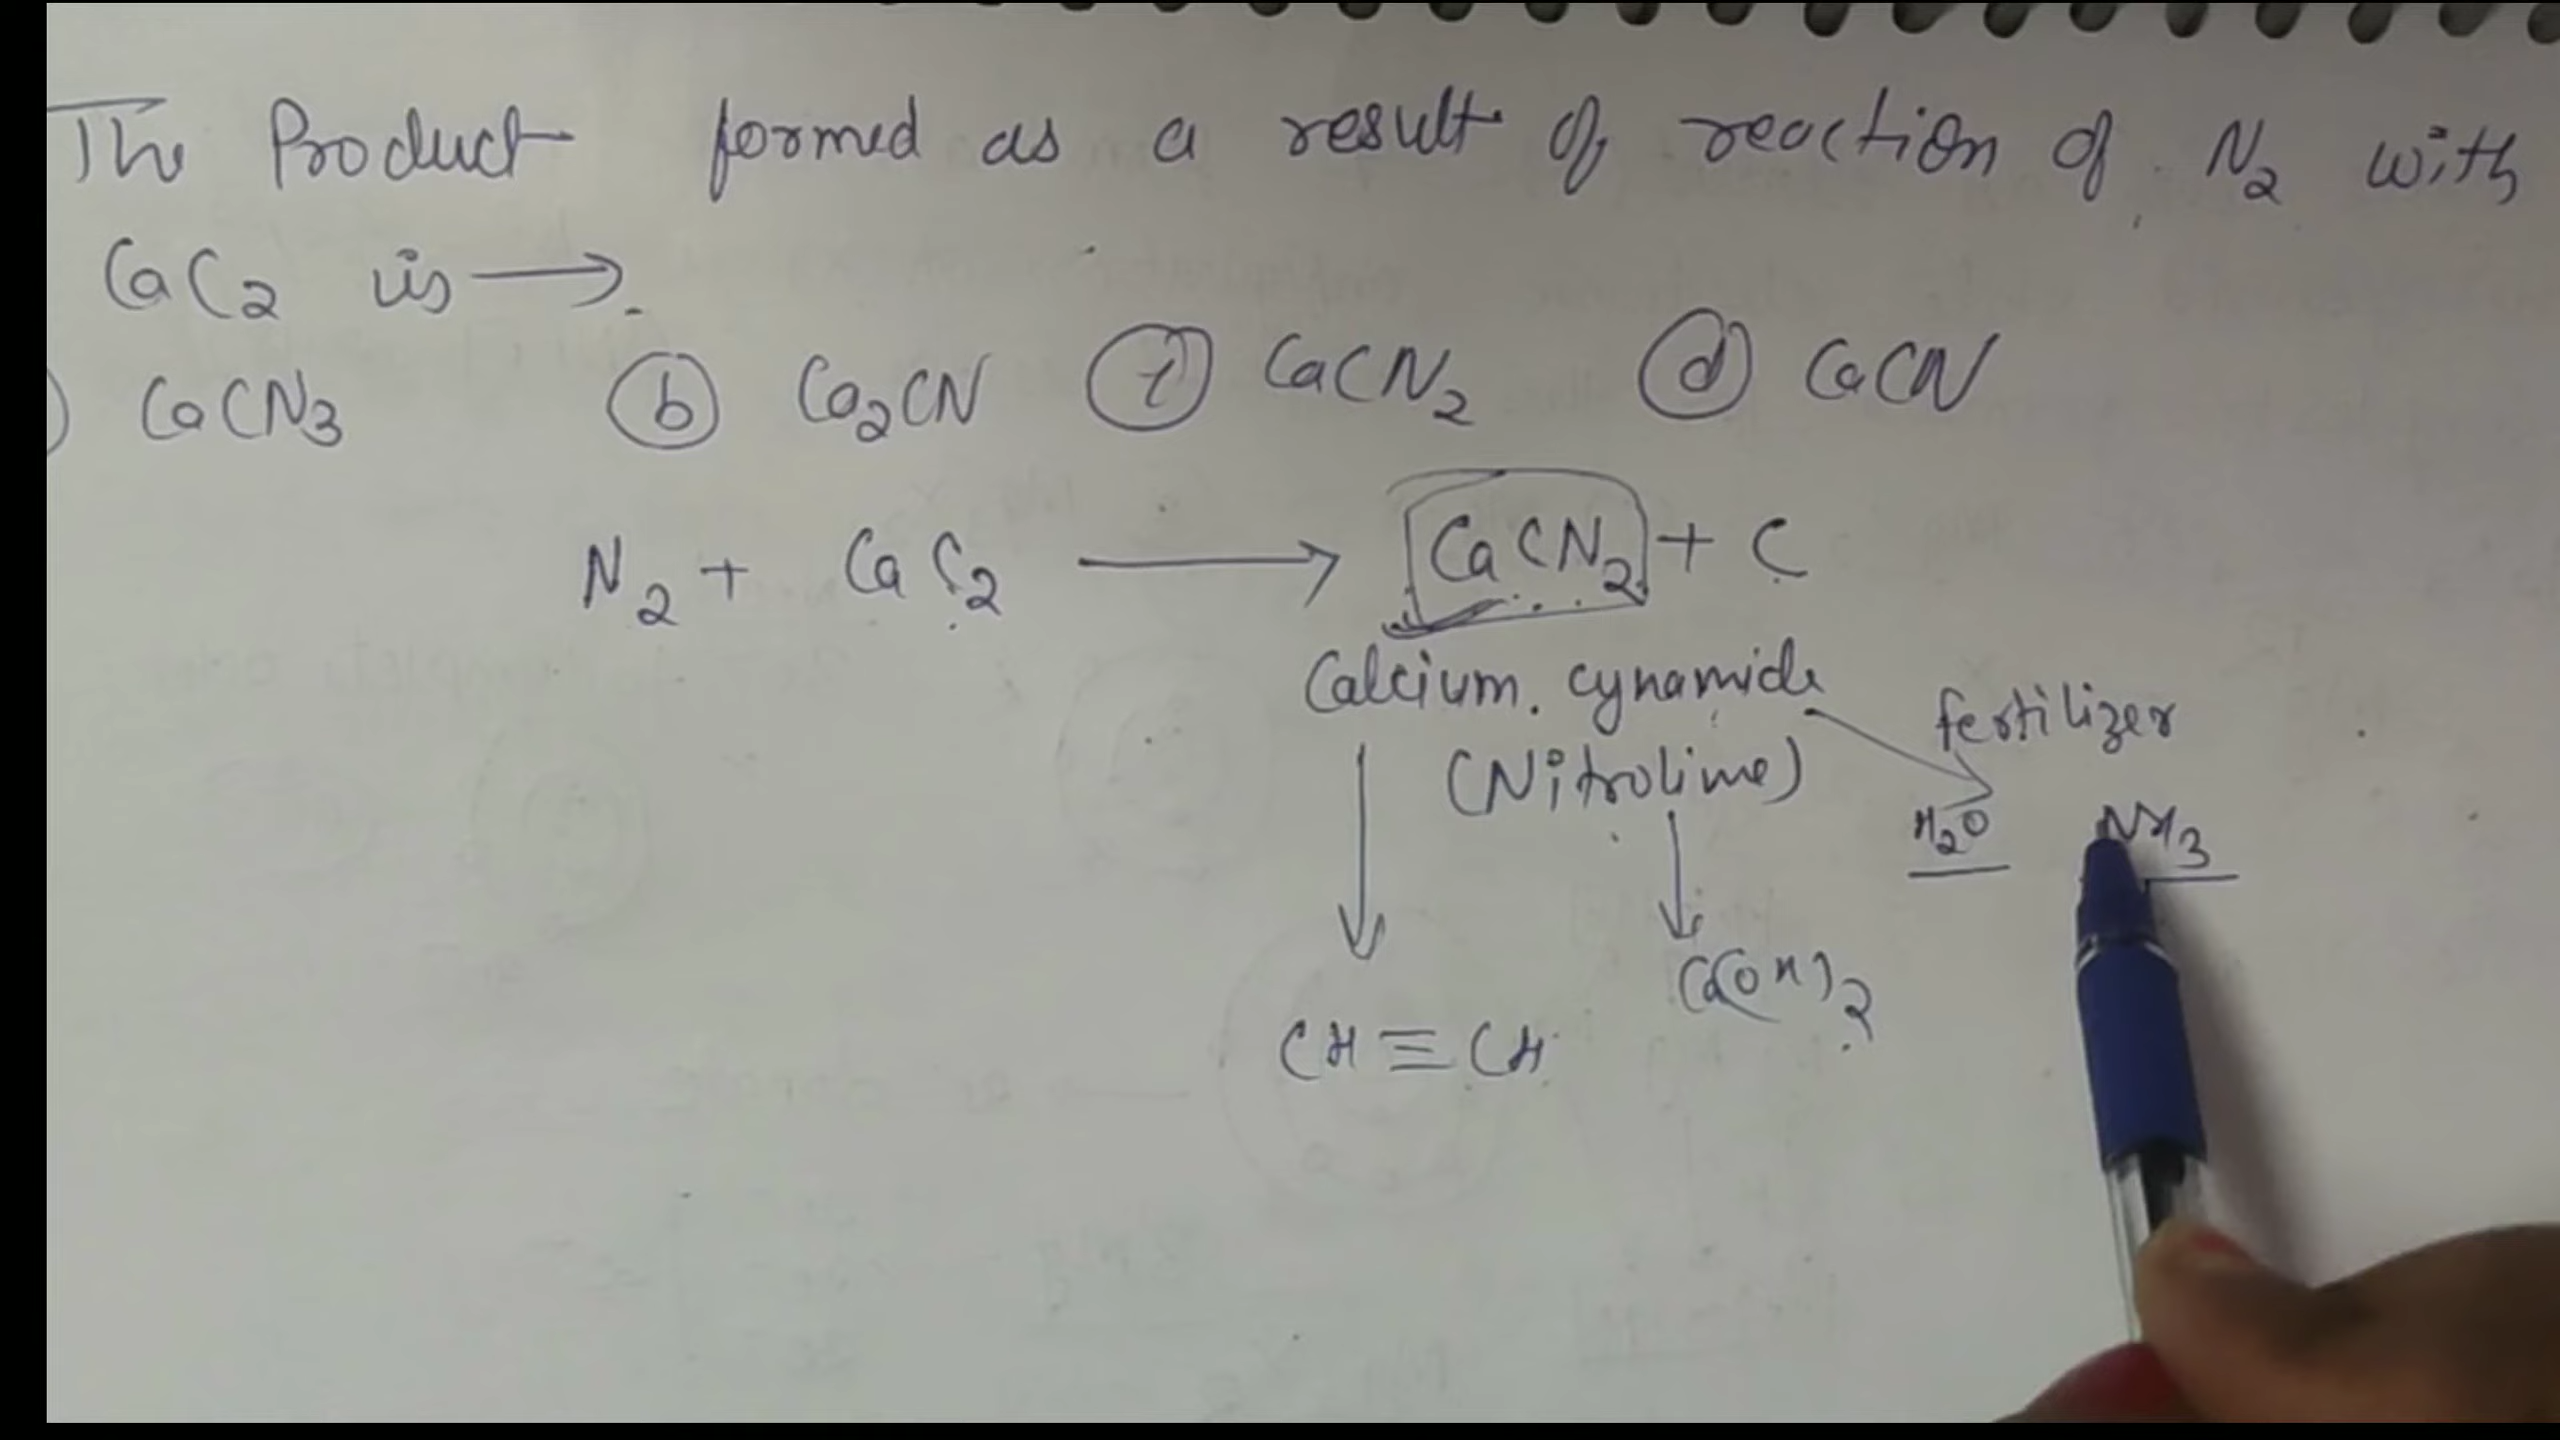 The Product formed as a result of reaction of N2 with
CaC2 is →.
) CaCN3 (b) Ca2CN (c) CaCN2 (d) CaCN
N2 + CaC2 → CaCN2 + C
Calcium. cynamide
fertilizer
(Nitrolime)
H2O NH3
Ca(OH)2
CH≡CH